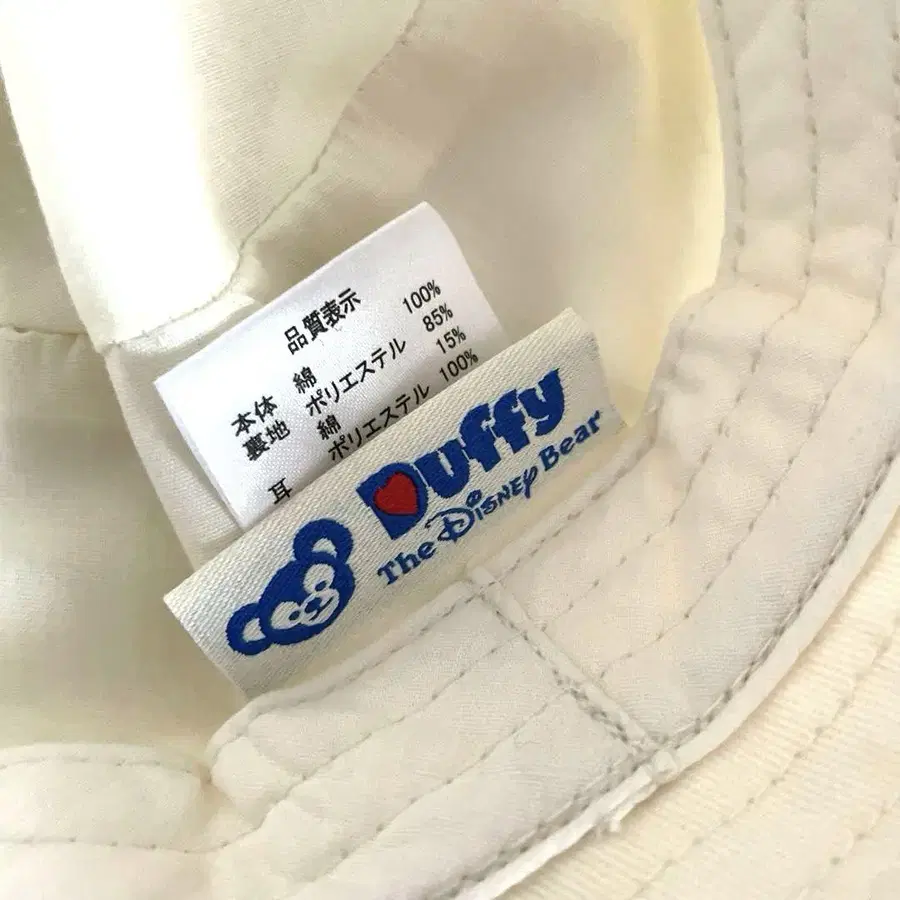 品質表示
本体 綿 100%
裏地 ポリエステル 85%
綿 15%
ポリエステル 100%
耳
Duffy
The Disney Bear